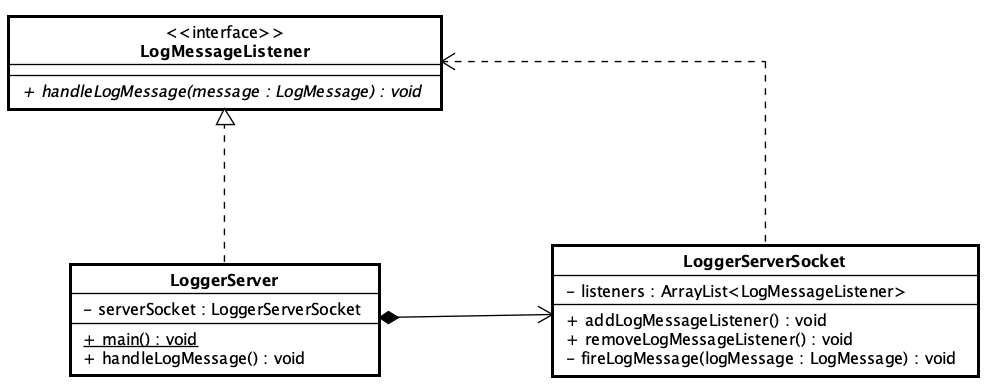 <<interface>>
LogMessageListener
+ handleLogMessage(message : LogMessage) : void
LoggerServer
– serverSocket : LoggerServerSocket
+ main() : void
+ handleLogMessage() : void
LoggerServerSocket
– listeners : ArrayList<LogMessageListener>
+ addLogMessageListener() : void
+ removeLogMessageListener() : void
– fireLogMessage(logMessage : LogMessage) : void